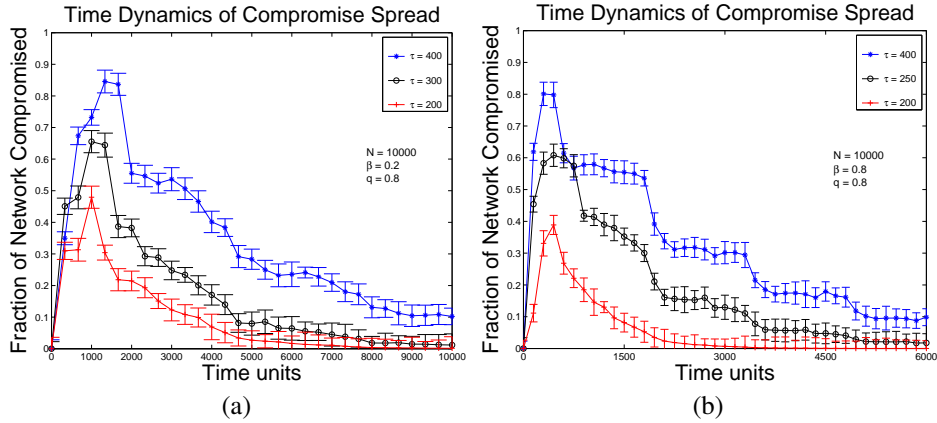 Time Dynamics of Compromise Spread
Fraction of Network Compromised
1
0.9
0.8
0.7
0.6
0.5
0.4
0.3
0.2
0.1
0
τ = 400
τ = 300
τ = 200
N = 10000
β = 0.2
q = 0.8
0 1000 2000 3000 4000 5000 6000 7000 8000 9000 10000
Time units
(a)
Time Dynamics of Compromise Spread
Fraction of Network Compromised
1
0.9
0.8
0.7
0.6
0.5
0.4
0.3
0.2
0.1
0
τ = 400
τ = 250
τ = 200
N = 10000
β = 0.8
q = 0.8
0 1500 3000 4500 6000
Time units
(b)